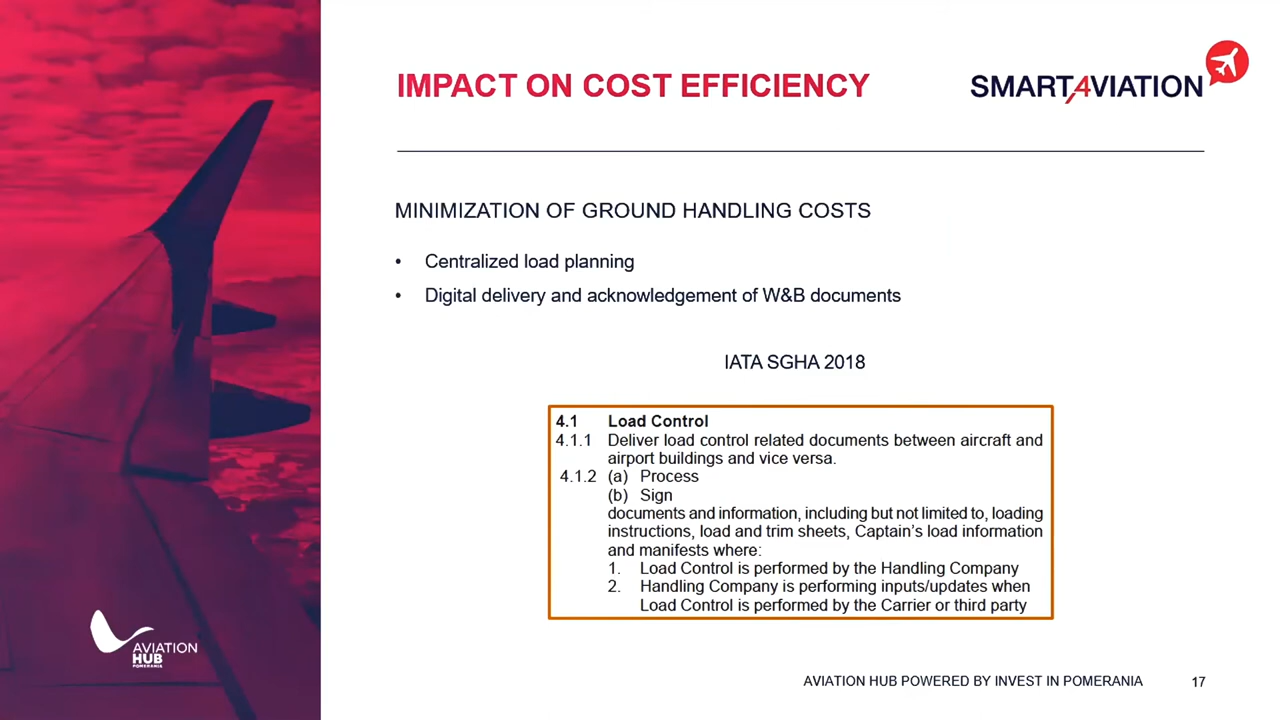 IMPACT ON COST EFFICIENCY
SMARTAVIATION
MINIMIZATION OF GROUND HANDLING COSTS
• Centralized load planning
• Digital delivery and acknowledgement of W&B documents
IATA SGHA 2018
4.1 Load Control
4.1.1 Deliver load control related documents between aircraft and
airport buildings and vice versa.
4.1.2 (a) Process
(b) Sign
documents and information, including but not limited to, loading
instructions, load and trim sheets, Captain’s load information
and manifests where:
1. Load Control is performed by the Handling Company
2. Handling Company is performing inputs/updates when
Load Control is performed by the Carrier or third party
AVIATION
HUB
POMERANIA
AVIATION HUB POWERED BY INVEST IN POMERANIA
17